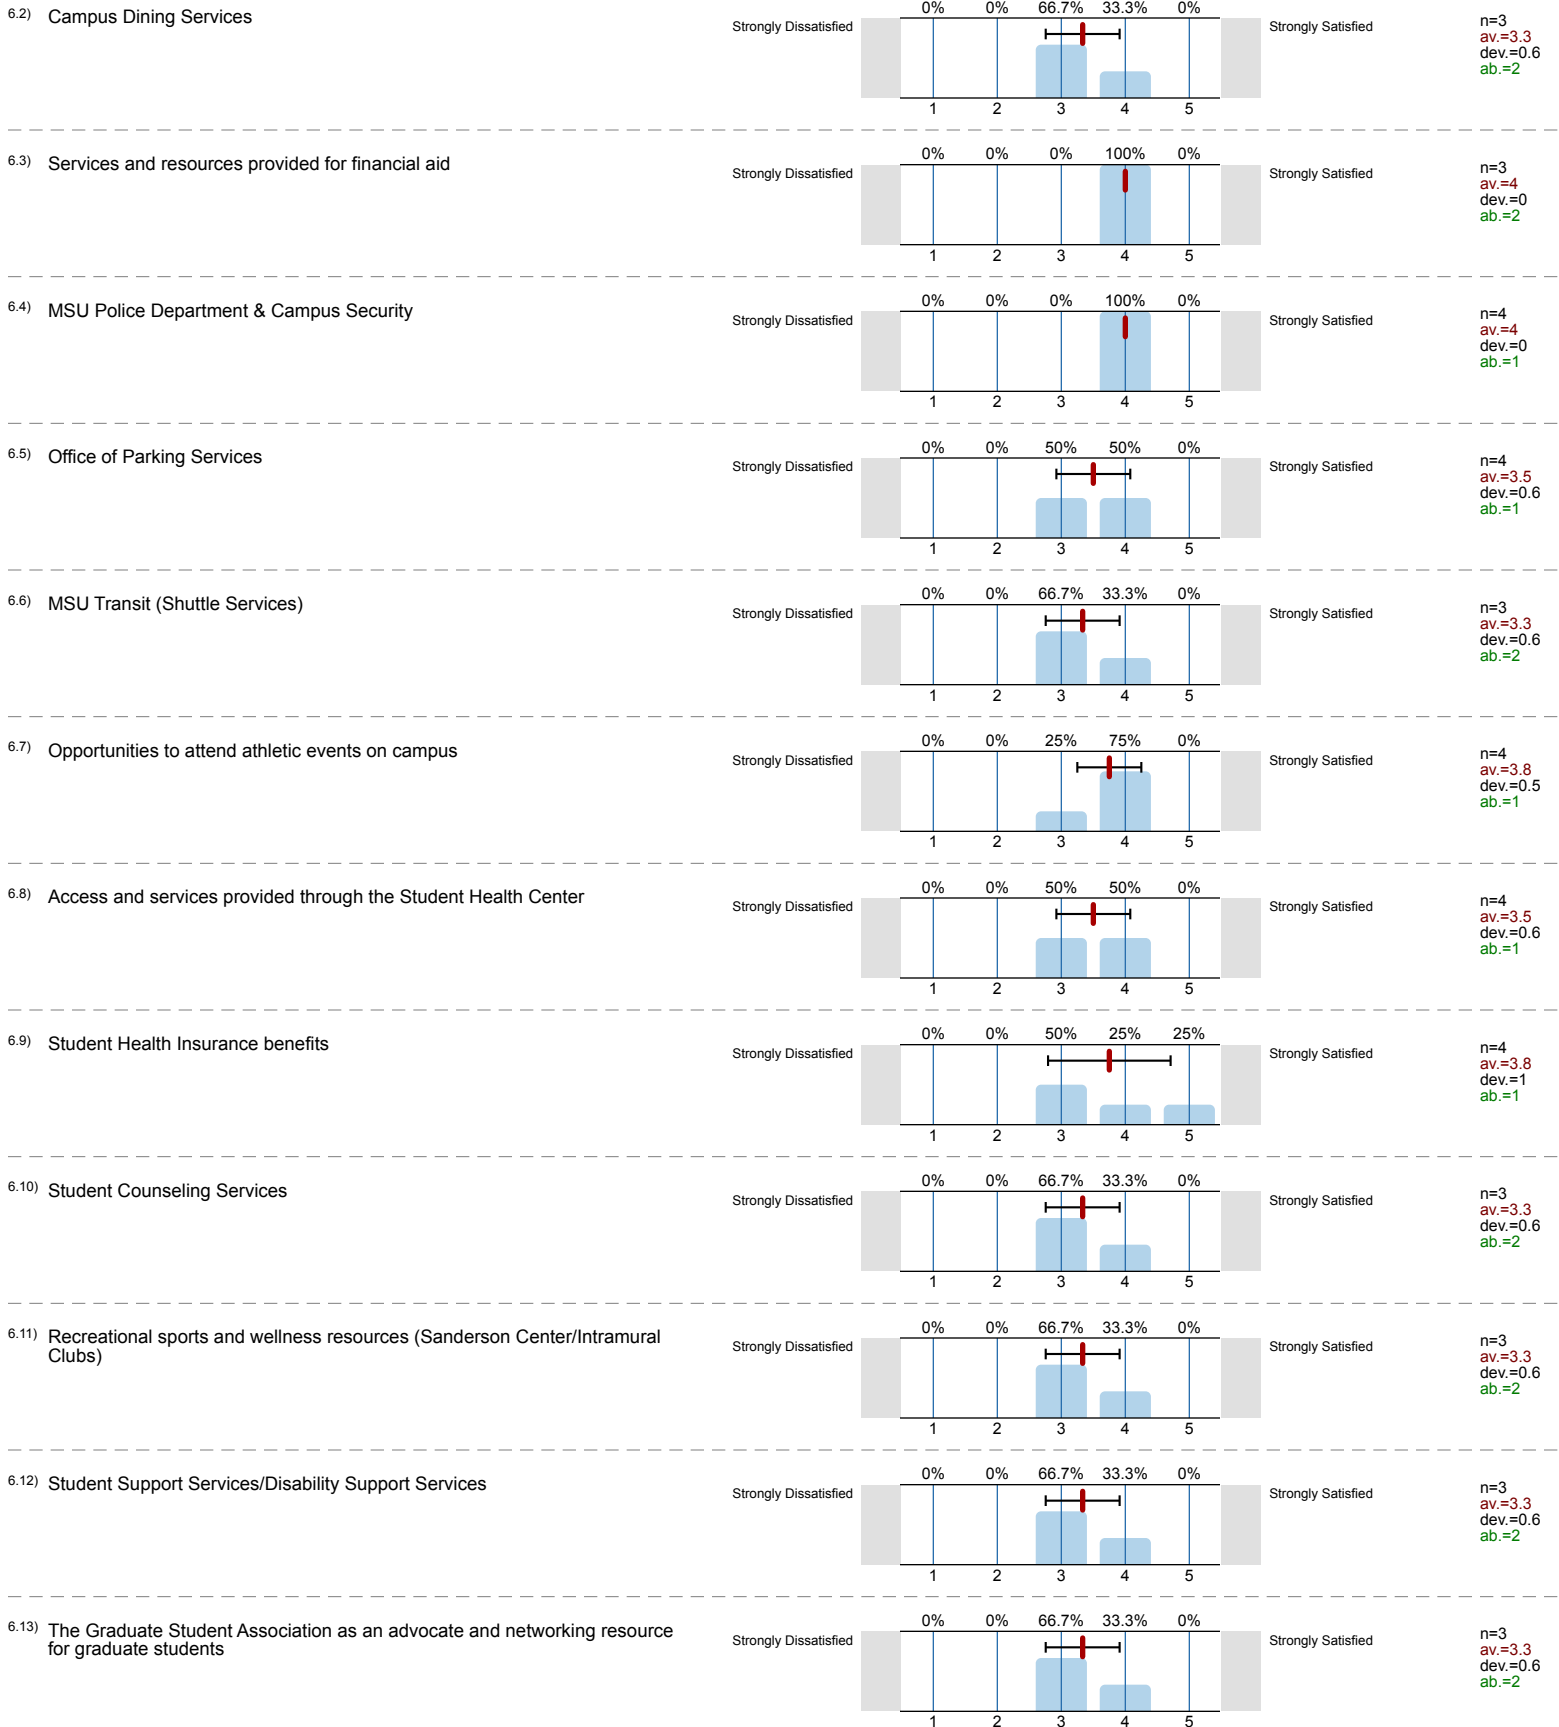 6.2) Campus Dining Services
Strongly Dissatisfied
0% 0% 66.7% 33.3% 0%
1 2 3 4 5
Strongly Satisfied
n=3
av.=3.3
dev.=0.6
ab.=2
6.3) Services and resources provided for financial aid
Strongly Dissatisfied
0% 0% 0% 100% 0%
1 2 3 4 5
Strongly Satisfied
n=3
av.=4
dev.=0
ab.=2
6.4) MSU Police Department & Campus Security
Strongly Dissatisfied
0% 0% 0% 100% 0%
1 2 3 4 5
Strongly Satisfied
n=4
av.=4
dev.=0
ab.=1
6.5) Office of Parking Services
Strongly Dissatisfied
0% 0% 50% 50% 0%
1 2 3 4 5
Strongly Satisfied
n=4
av.=3.5
dev.=0.6
ab.=1
6.6) MSU Transit (Shuttle Services)
Strongly Dissatisfied
0% 0% 66.7% 33.3% 0%
1 2 3 4 5
Strongly Satisfied
n=3
av.=3.3
dev.=0.6
ab.=2
6.7) Opportunities to attend athletic events on campus
Strongly Dissatisfied
0% 0% 25% 75% 0%
1 2 3 4 5
Strongly Satisfied
n=4
av.=3.8
dev.=0.5
ab.=1
6.8) Access and services provided through the Student Health Center
Strongly Dissatisfied
0% 0% 50% 50% 0%
1 2 3 4 5
Strongly Satisfied
n=4
av.=3.5
dev.=0.6
ab.=1
6.9) Student Health Insurance benefits
Strongly Dissatisfied
0% 0% 50% 25% 25%
1 2 3 4 5
Strongly Satisfied
n=4
av.=3.8
dev.=1
ab.=1
6.10) Student Counseling Services
Strongly Dissatisfied
0% 0% 66.7% 33.3% 0%
1 2 3 4 5
Strongly Satisfied
n=3
av.=3.3
dev.=0.6
ab.=2
6.11) Recreational sports and wellness resources (Sanderson Center/Intramural
Clubs)
Strongly Dissatisfied
0% 0% 66.7% 33.3% 0%
1 2 3 4 5
Strongly Satisfied
n=3
av.=3.3
dev.=0.6
ab.=2
6.12) Student Support Services/Disability Support Services
Strongly Dissatisfied
0% 0% 66.7% 33.3% 0%
1 2 3 4 5
Strongly Satisfied
n=3
av.=3.3
dev.=0.6
ab.=2
6.13) The Graduate Student Association as an advocate and networking resource
for graduate students
Strongly Dissatisfied
0% 0% 66.7% 33.3% 0%
1 2 3 4 5
Strongly Satisfied
n=3
av.=3.3
dev.=0.6
ab.=2